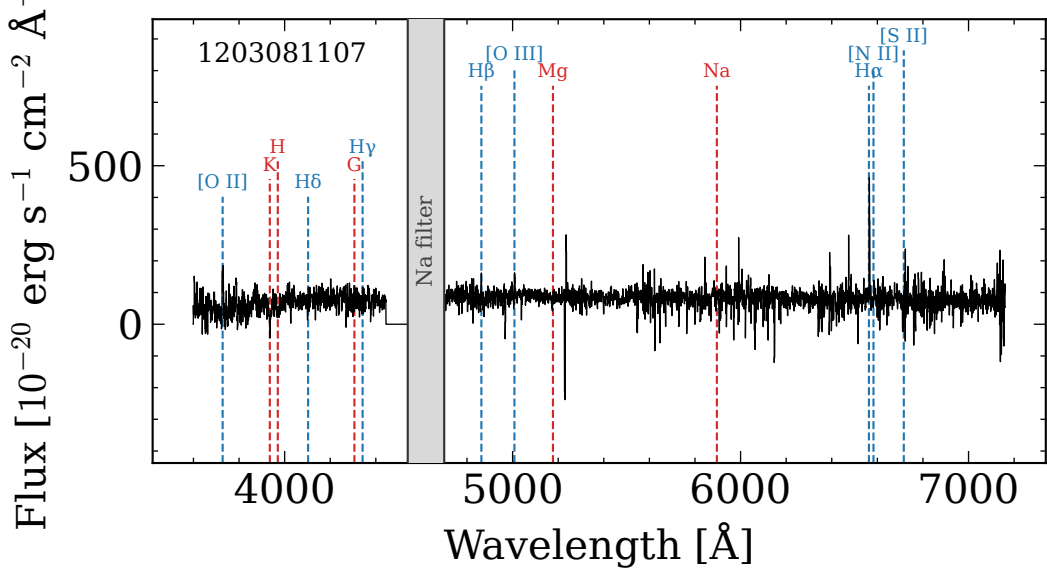 1203081107
[O II]
K
H
Hδ
G
Hγ
Na filter
Hβ
[O III]
Mg
Na
[N II]
Hα
[S II]
500
0
4000
5000
6000
7000
Wavelength [Å]
Flux [10⁻²⁰ erg s⁻¹ cm⁻² Å⁻